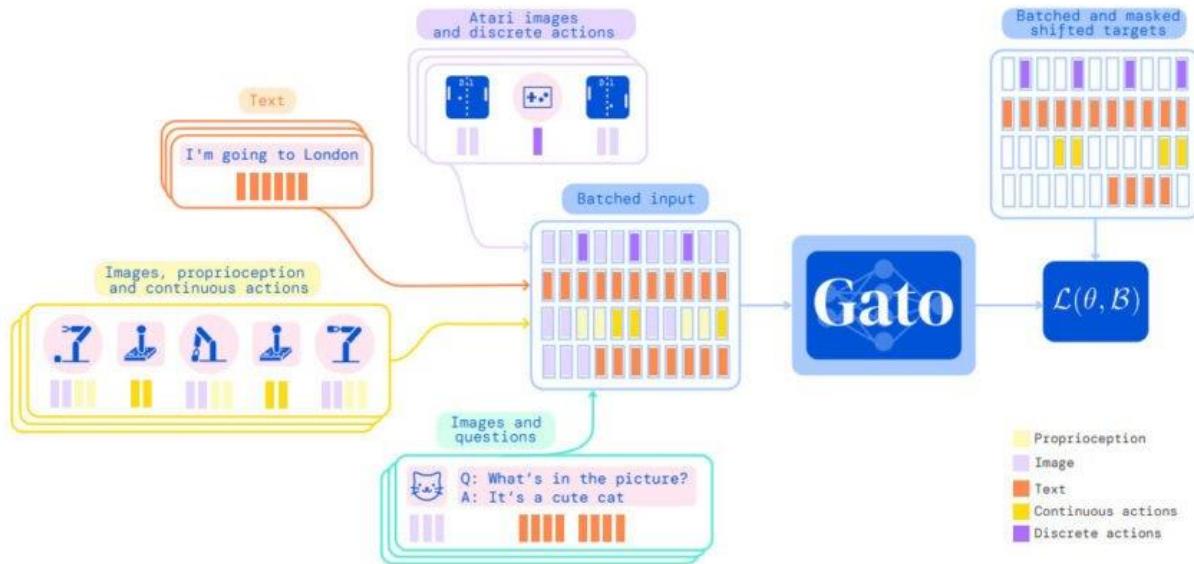 Atari images
and discrete actions
Batched and masked
shifted targets
Text
I'm going to London
Batched input
Images, proprioception
and continuous actions
Gato
L(θ, B)
Images and
questions
Q: What's in the picture?
A: It's a cute cat
Proprioception
Image
Text
Continuous actions
Discrete actions